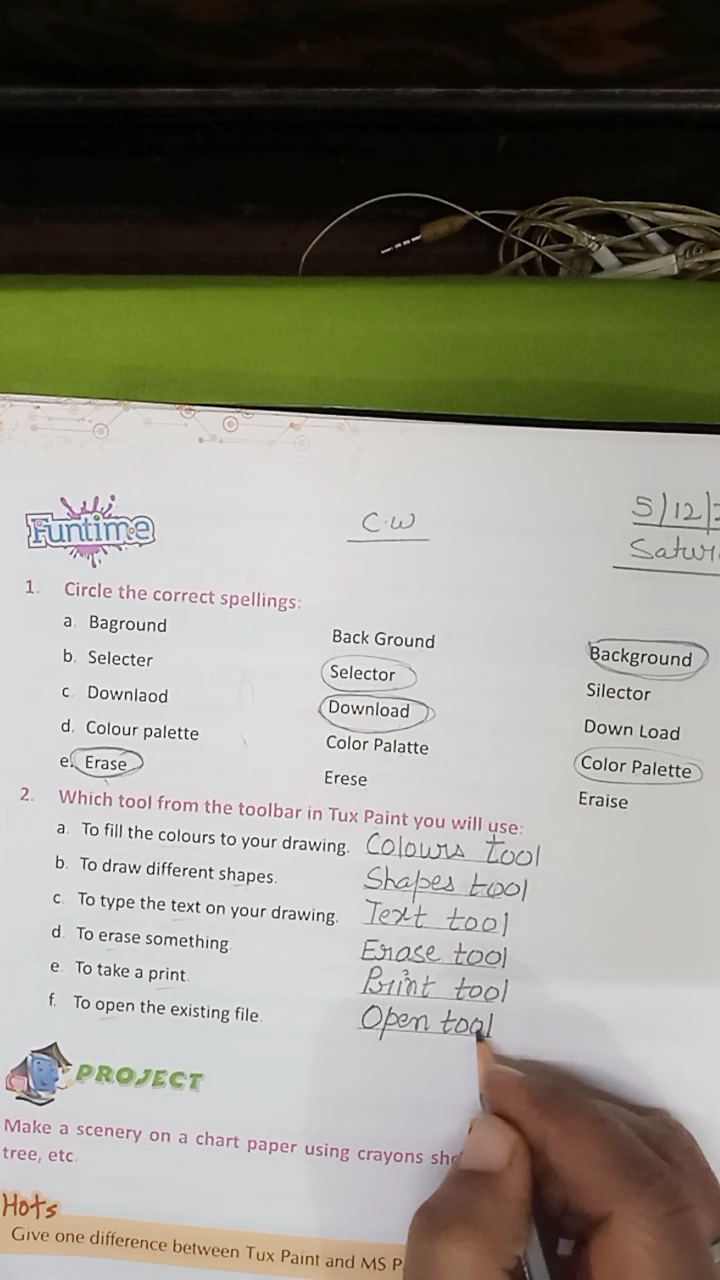 Funtime
C.W
5/12/
1. Circle the correct spellings:
a. Baground Back Ground Background
b. Selecter Selector Silector
c. Downlaod Download Down Load
d. Colour palette Color Palatte Color Palette
e. Erase Erese Eraise
2. Which tool from the toolbar in Tux Paint you will use:
a. To fill the colours to your drawing. Colours tool
b. To draw different shapes. Shapes tool
c. To type the text on your drawing. Text tool
d. To erase something. Erase tool
e. To take a print. Print tool
f. To open the existing file. Open tool
PROJECT
Make a scenery on a chart paper using crayons
tree, etc.
Hots
Give one difference between Tux Paint and MS